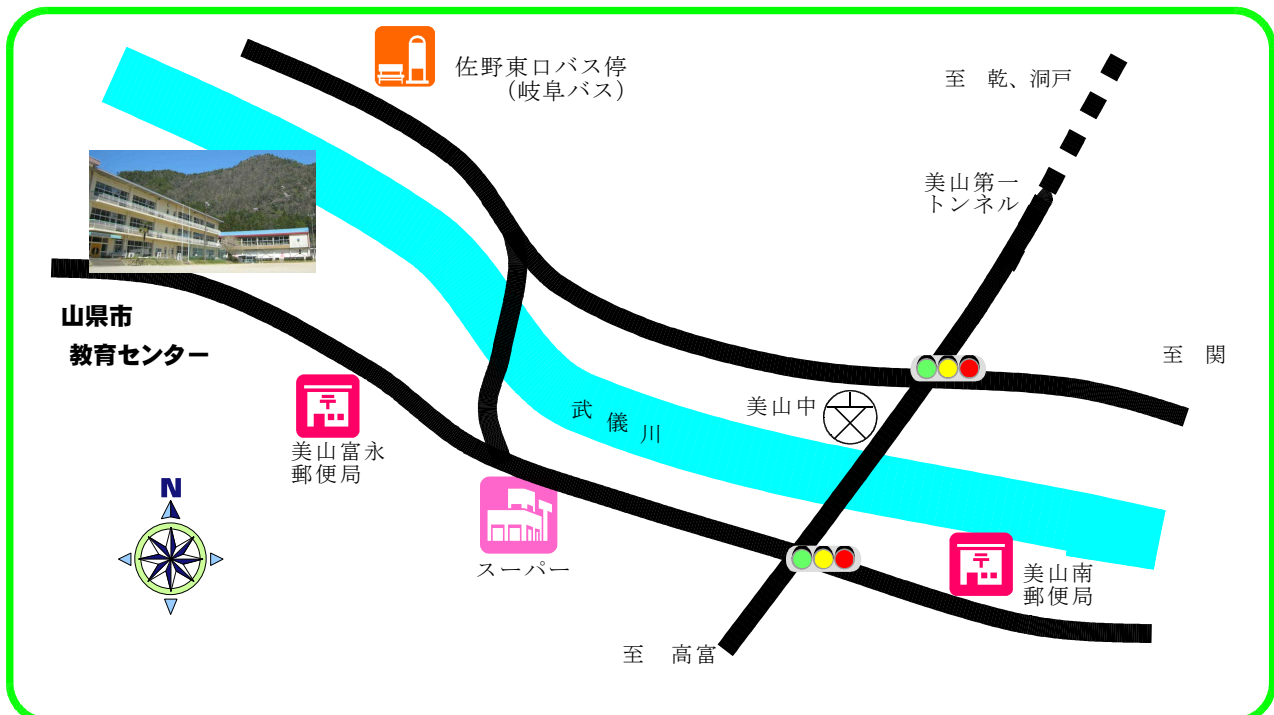 佐野東口バス停
（岐阜バス）
至　乾、洞戸
美山第一
トンネル
山県市
教育センター
至　関
美山中
武儀川
美山富永
郵便局
N
スーパー
美山南
郵便局
至　高富